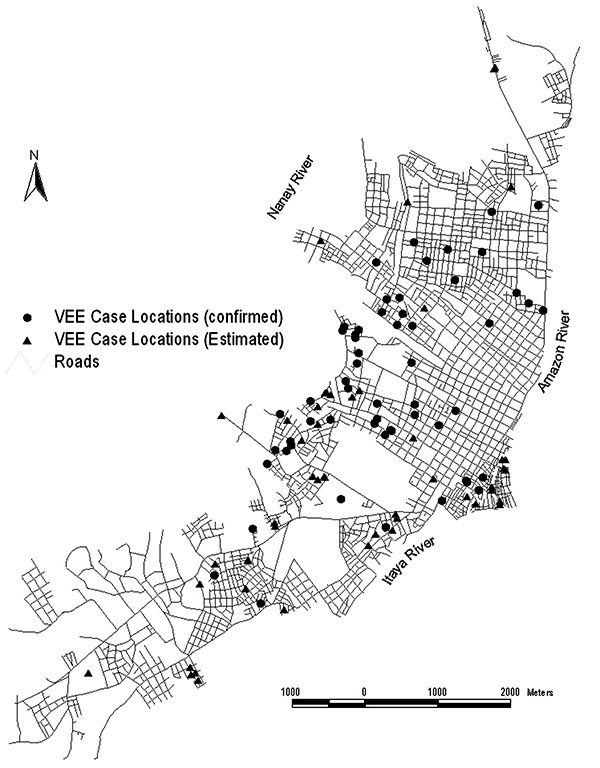 N
Nanay River
VEE Case Locations (confirmed)
VEE Case Locations (Estimated)
Roads
Amazon River
Itaya River
1000 0 1000 2000 Meters